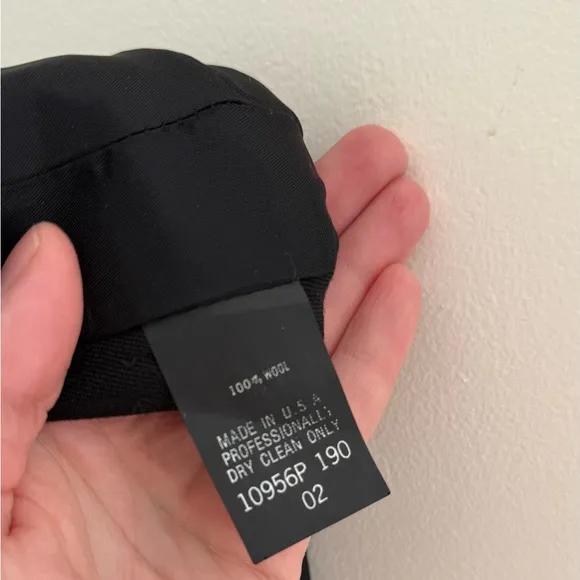 100% WOOL
MADE IN U.S.A
PROFESSIONALLY
DRY CLEAN ONLY
10956P 190
02